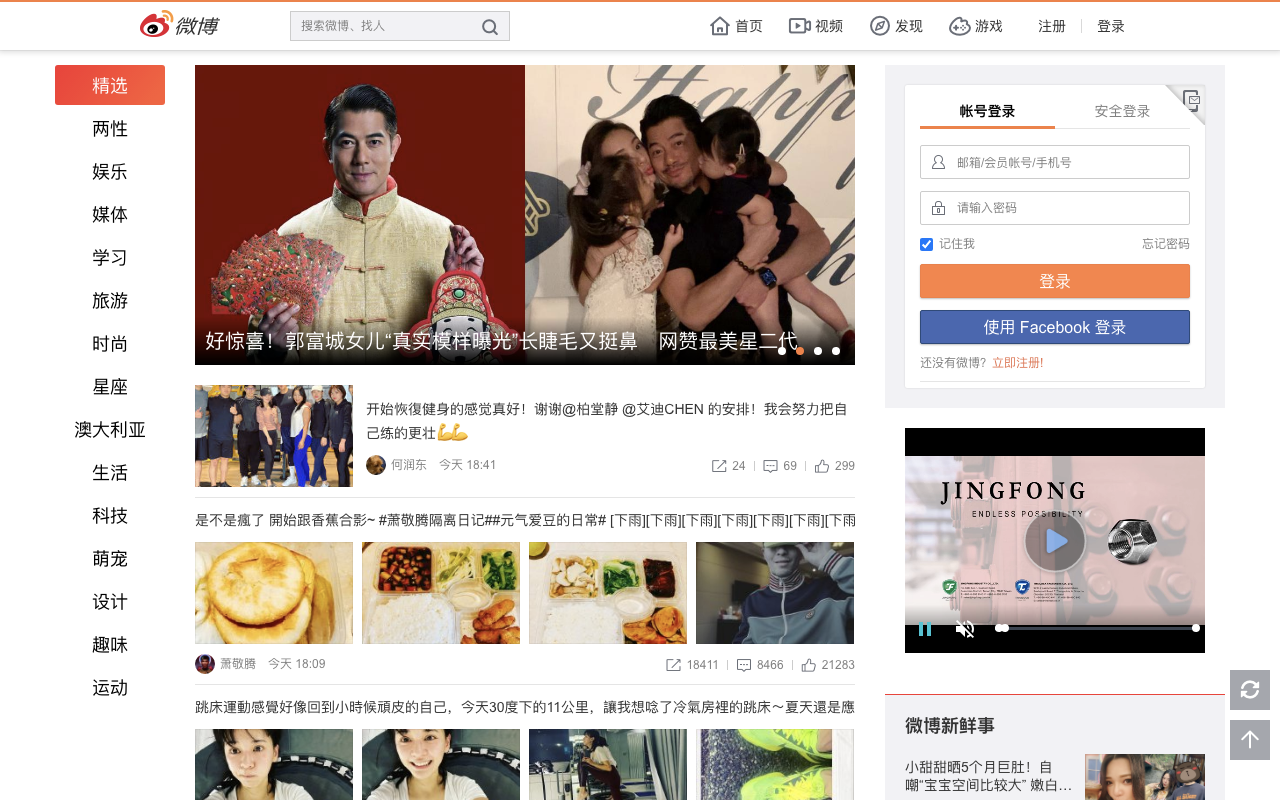 微博
搜索微博、找人
首页
视频
发现
游戏
注册
登录
精选
两性
娱乐
媒体
学习
旅游
时尚
星座
澳大利亚
生活
科技
萌宠
设计
趣味
运动
Happy
好惊喜！郭富城女儿“真实模样曝光”长睫毛又挺鼻　网赞最美星二代
开始恢復健身的感觉真好！谢谢@柏堂静 @艾迪CHEN 的安排！我会努力把自
己练的更壮💪💪
何润东 今天 18:41
24
69
299
是不是瘋了 開始跟香蕉合影~ #萧敬腾隔离日记##元气爱豆的日常# [下雨][下雨][下雨][下雨][下雨][下雨][下雨
萧敬腾 今天 18:09
18411
8466
21283
跳床運動感覺好像回到小時候頑皮的自己，今天30度下的11公里，讓我想唸了冷氣房裡的跳床～夏天還是應
帐号登录
安全登录
邮箱/会员帐号/手机号
请输入密码
记住我
忘记密码
登录
使用 Facebook 登录
还没有微博？立即注册!
JINGFONG
ENDLESS POSSIBILITY
微博新鲜事
小甜甜晒5个月巨肚！自
嘲“宝宝空间比较大” 嫩白…